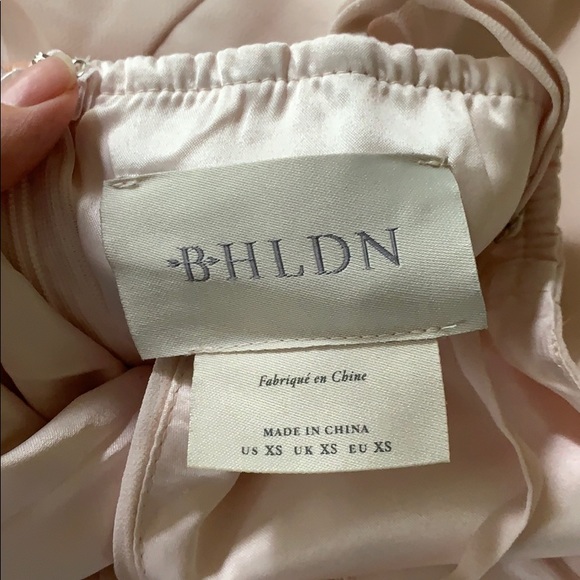 BHLDN
Fabriqué en Chine
MADE IN CHINA
US XS UK XS EU XS